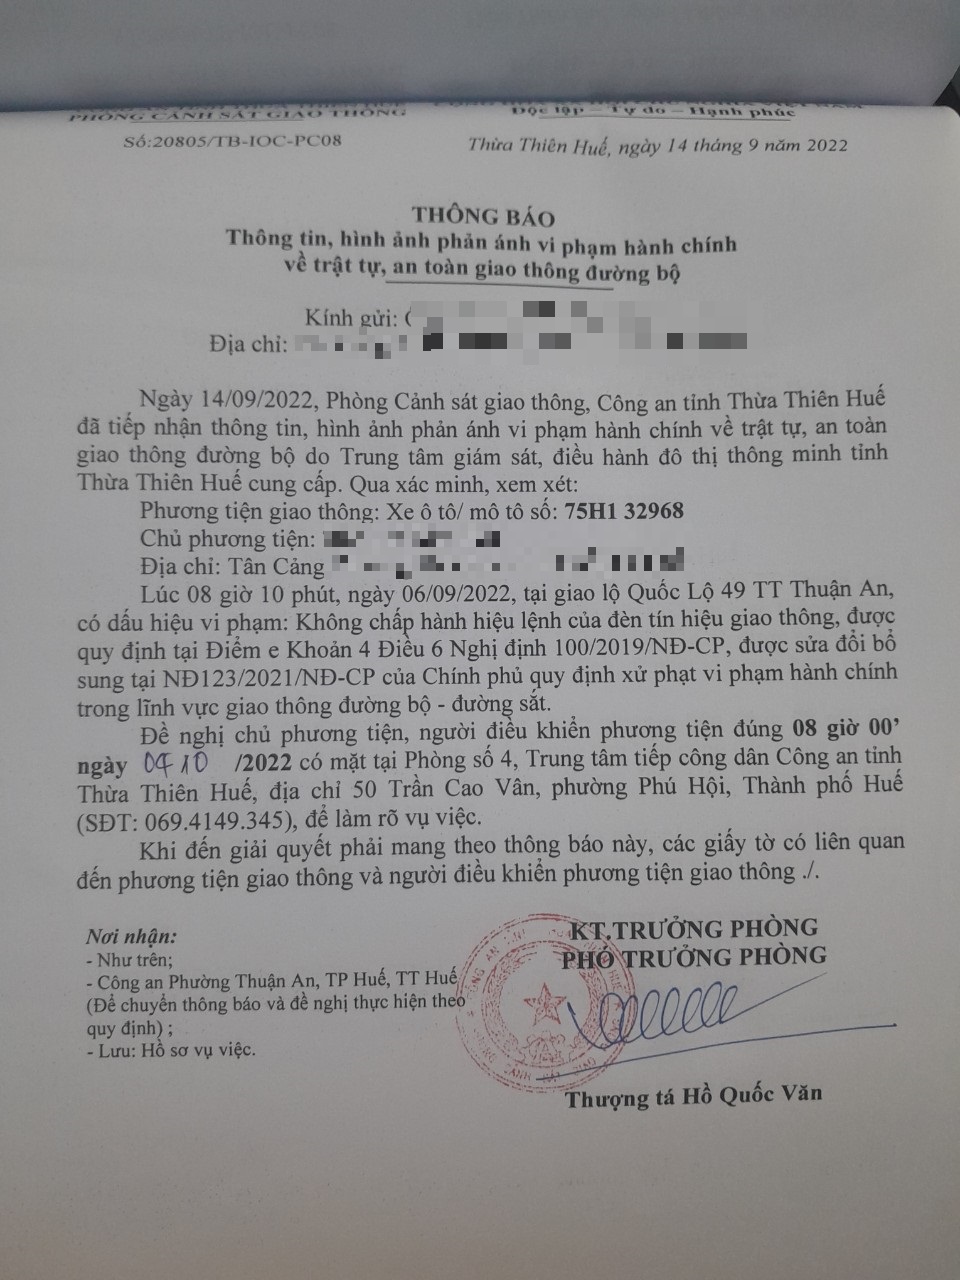 PHÒNG CẢNH SÁT GIAO THÔNG
Độc lập – Tự do – Hạnh phúc
Số:20805/TB-IOC-PC08
Thừa Thiên Huế, ngày 14 tháng 9 năm 2022
THÔNG BÁO
Thông tin, hình ảnh phản ánh vi phạm hành chính
về trật tự, an toàn giao thông đường bộ
Kính gửi:
Địa chỉ:
Ngày 14/09/2022, Phòng Cảnh sát giao thông, Công an tỉnh Thừa Thiên Huế
đã tiếp nhận thông tin, hình ảnh phản ánh vi phạm hành chính về trật tự, an toàn
giao thông đường bộ do Trung tâm giám sát, điều hành đô thị thông minh tỉnh
Thừa Thiên Huế cung cấp. Qua xác minh, xem xét:
Phương tiện giao thông: Xe ô tô/ mô tô số: 75H1 32968
Chủ phương tiện:
Địa chỉ: Tân Cảng
Lúc 08 giờ 10 phút, ngày 06/09/2022, tại giao lộ Quốc Lộ 49 TT Thuận An,
có dấu hiệu vi phạm: Không chấp hành hiệu lệnh của đèn tín hiệu giao thông, được
quy định tại Điểm e Khoản 4 Điều 6 Nghị định 100/2019/NĐ-CP, được sửa đổi bổ
sung tại NĐ123/2021/NĐ-CP của Chính phủ quy định xử phạt vi phạm hành chính
trong lĩnh vực giao thông đường bộ - đường sắt.
Đề nghị chủ phương tiện, người điều khiển phương tiện đúng 08 giờ 00’
ngày 04 10 /2022 có mặt tại Phòng số 4, Trung tâm tiếp công dân Công an tỉnh
Thừa Thiên Huế, địa chỉ 50 Trần Cao Vân, phường Phú Hội, Thành phố Huế
(SĐT: 069.4149.345), để làm rõ vụ việc.
Khi đến giải quyết phải mang theo thông báo này, các giấy tờ có liên quan
đến phương tiện giao thông và người điều khiển phương tiện giao thông ./.
Nơi nhận:
- Như trên;
- Công an Phường Thuận An, TP Huế, TT Huế
(Để chuyển thông báo và đề nghị thực hiện theo
quy định) ;
- Lưu: Hồ sơ vụ việc.
KT.TRƯỞNG PHÒNG
PHÓ TRƯỞNG PHÒNG
Thượng tá Hồ Quốc Văn